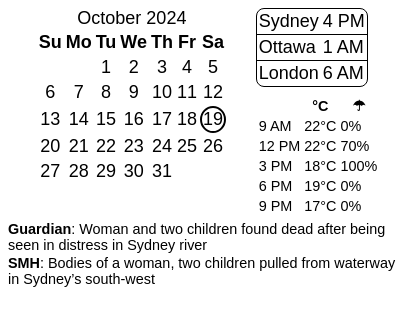 October 2024
Su Mo Tu We Th Fr Sa
1 2 3 4 5
6 7 8 9 10 11 12
13 14 15 16 17 18 19
20 21 22 23 24 25 26
27 28 29 30 31
Sydney 4 PM
Ottawa 1 AM
London 6 AM
°C ☂
9 AM 22°C 0%
12 PM 22°C 70%
3 PM 18°C 100%
6 PM 19°C 0%
9 PM 17°C 0%
Guardian: Woman and two children found dead after being
seen in distress in Sydney river
SMH: Bodies of a woman, two children pulled from waterway
in Sydney’s south-west